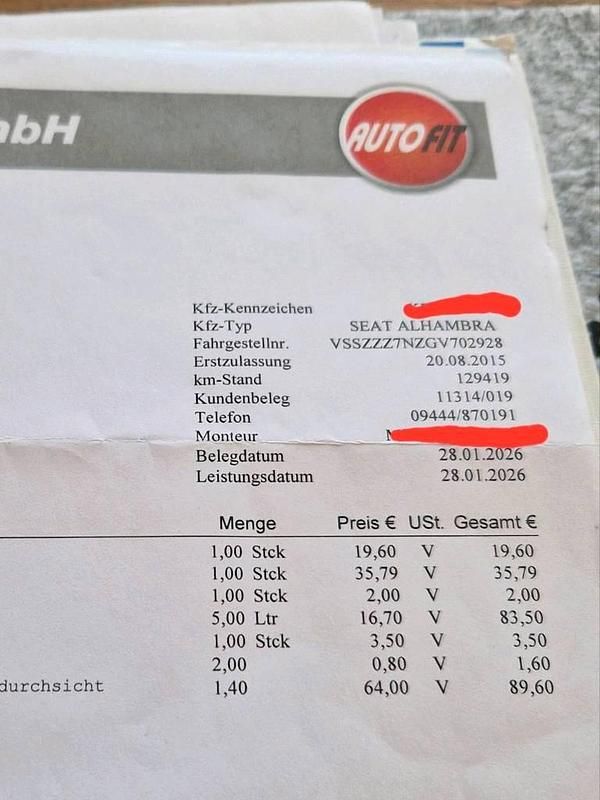 mbH
AUTOFIT
Kfz-Kennzeichen
Kfz-Typ SEAT ALHAMBRA
Fahrgestellnr. VSSZZZ7NZGV702928
Erstzulassung 20.08.2015
km-Stand 129419
Kundenbeleg 11314/019
Telefon 09444/870191
Monteur
Belegdatum 28.01.2026
Leistungsdatum 28.01.2026
Menge Preis € USt. Gesamt €
1,00 Stck 19,60 V 19,60
1,00 Stck 35,79 V 35,79
1,00 Stck 2,00 V 2,00
5,00 Ltr 16,70 V 83,50
1,00 Stck 3,50 V 3,50
2,00 0,80 V 1,60
durchsicht 1,40 64,00 V 89,60